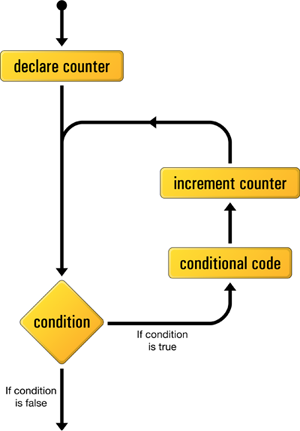 declare counter
increment counter
conditional code
condition
If condition
is true
If condition
is false